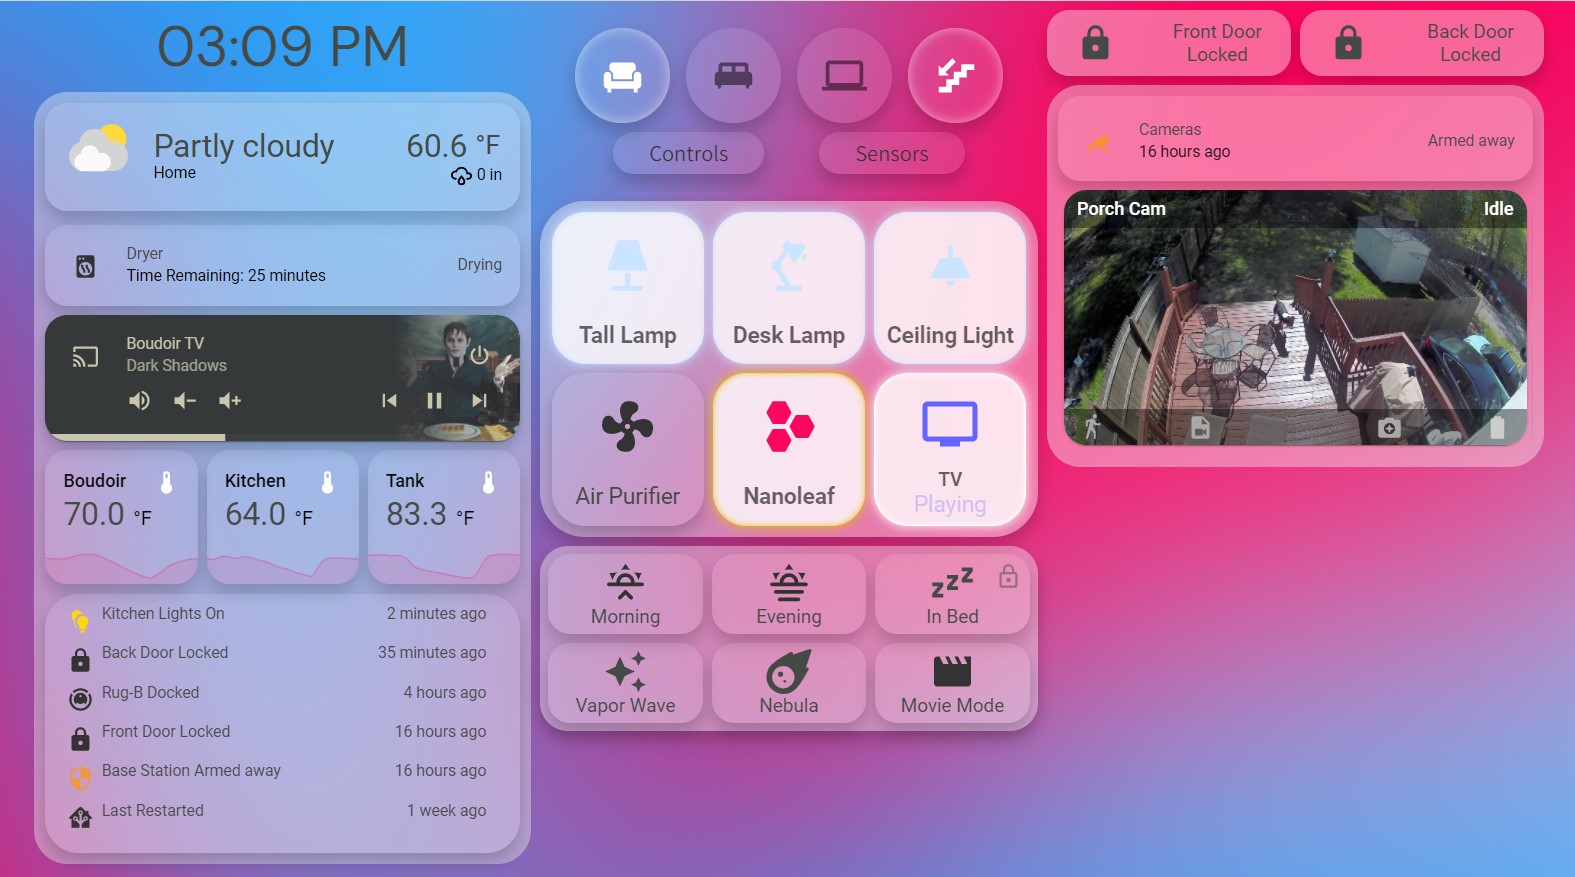 03:09 PM
Partly cloudy
Home
60.6 °F
0 in
Dryer
Time Remaining: 25 minutes
Drying
Boudoir TV
Dark Shadows
Boudoir
70.0 °F
Kitchen
64.0 °F
Tank
83.3 °F
Kitchen Lights On 2 minutes ago
Back Door Locked 35 minutes ago
Rug-B Docked 4 hours ago
Front Door Locked 16 hours ago
Base Station Armed away 16 hours ago
Last Restarted 1 week ago
Controls
Sensors
Tall Lamp
Desk Lamp
Ceiling Light
Air Purifier
Nanoleaf
TV
Playing
Morning
Evening
zzz
In Bed
Vapor Wave
Nebula
Movie Mode
Front Door
Locked
Back Door
Locked
Cameras
16 hours ago
Armed away
Porch Cam
Idle